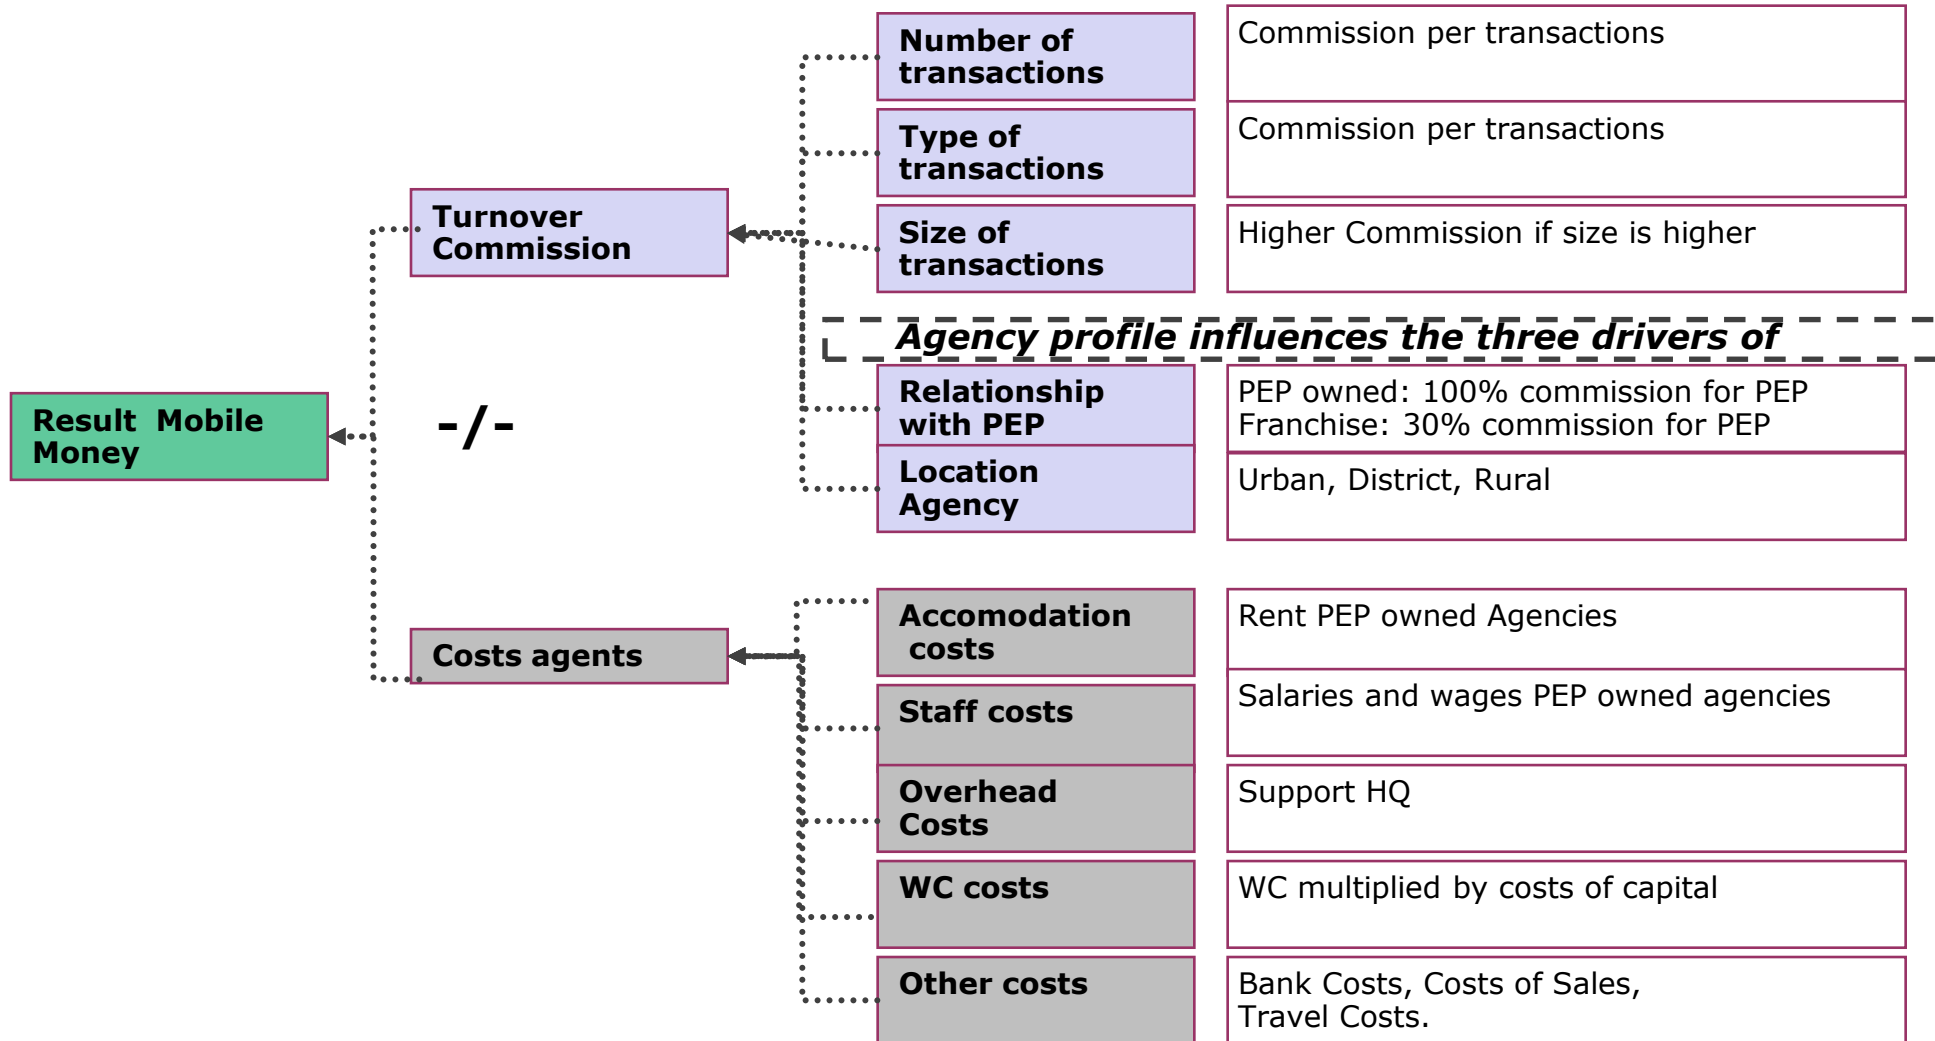 Number of
transactions
Commission per transactions
Type of
transactions
Commission per transactions
Turnover
Commission
Size of
transactions
Higher Commission if size is higher
Agency profile influences the three drivers of
Result  Mobile
Money
-/-
Relationship
with PEP
PEP owned: 100% commission for PEP
Franchise: 30% commission for PEP
Location
Agency
Urban, District, Rural
Costs agents
Accomodation
costs
Rent PEP owned Agencies
Staff costs
Salaries and wages PEP owned agencies
Overhead
Costs
Support HQ
WC costs
WC multiplied by costs of capital
Other costs
Bank Costs, Costs of Sales,
Travel Costs.